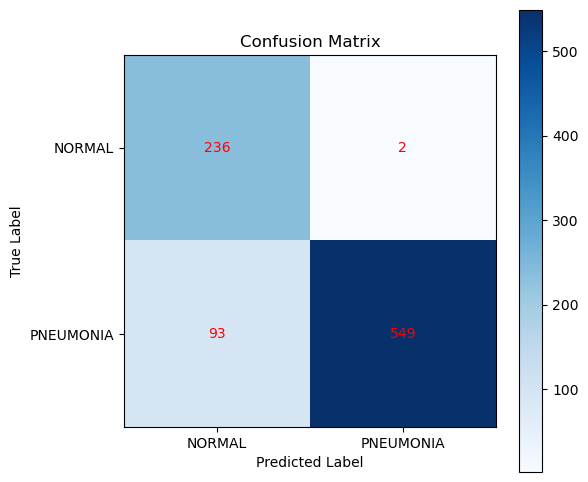 Confusion Matrix
500
400
300
200
100
True Label
NORMAL
236
2
PNEUMONIA
93
549
NORMAL
PNEUMONIA
Predicted Label